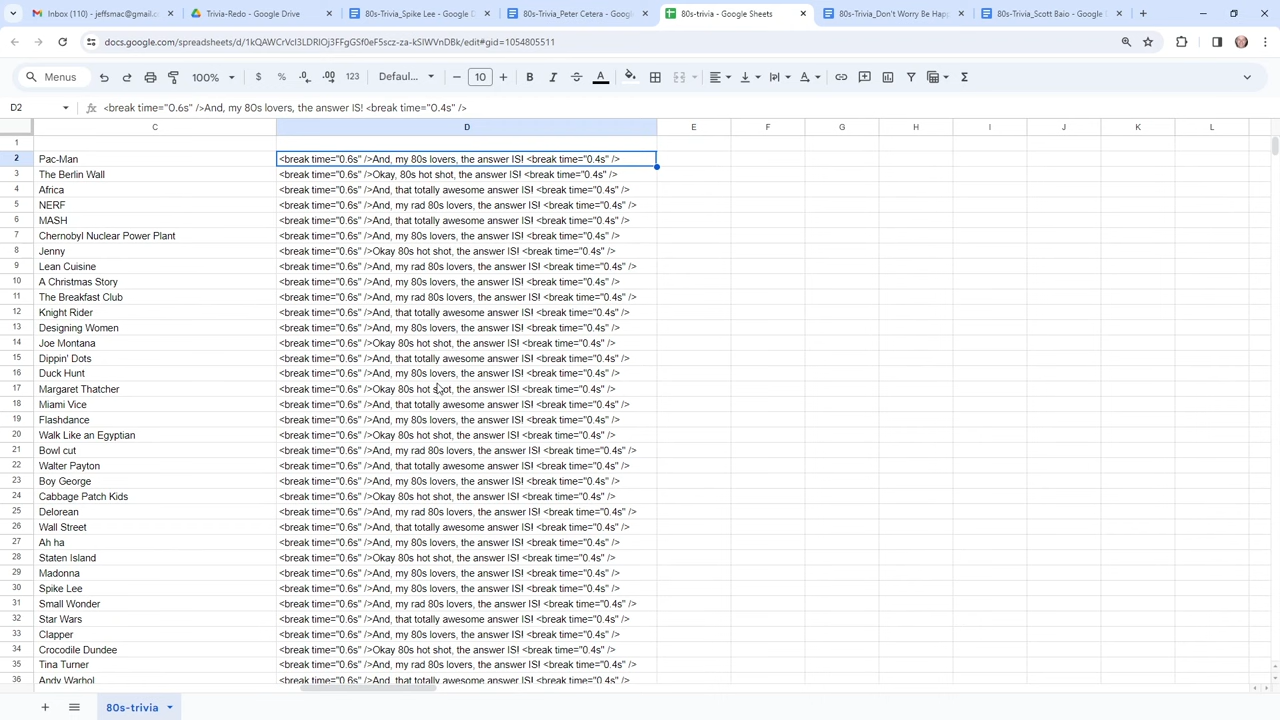 Inbox (110) - jeffsmaz@gmail.c
Trivia Docs - Google Drive
80s-Trivia_Spike Lee - Google D
80s-Trivia_Peter Cetera - Google
80s-trivia - Google Sheets
80s-Trivia_Don't Worry Be Hap
80s-Trivia_Scott Baio - Google
Menus 100% $ % .0 .00 123 Defaul... 10 B I A
D2 fx <break time="0.6s" />And, my 80s lovers, the answer IS! <break time="0.4s" />
C D E F G H I J K L
1
2 Pac-Man <break time="0.6s" />And, my 80s lovers, the answer IS! <break time="0.4s" />
3 The Berlin Wall <break time="0.6s" />Okay, 80s hot shot, the answer IS! <break time="0.4s" />
4 Africa <break time="0.6s" />And, that totally awesome answer IS! <break time="0.4s" />
5 NERF <break time="0.6s" />And, my rad 80s lovers, the answer IS! <break time="0.4s" />
6 MASH <break time="0.6s" />And, that totally awesome answer IS! <break time="0.4s" />
7 Chernobyl Nuclear Power Plant <break time="0.6s" />And, my 80s lovers, the answer IS! <break time="0.4s" />
8 Jenny <break time="0.6s" />Okay 80s hot shot, the answer IS! <break time="0.4s" />
9 Lean Cuisine <break time="0.6s" />And, my rad 80s lovers, the answer IS! <break time="0.4s" />
10 A Christmas Story <break time="0.6s" />And, my 80s lovers, the answer IS! <break time="0.4s" />
11 The Breakfast Club <break time="0.6s" />And, my rad 80s lovers, the answer IS! <break time="0.4s" />
12 Knight Rider <break time="0.6s" />And, my 80s lovers, the answer IS! <break time="0.4s" />
13 Designing Women <break time="0.6s" />And, my 80s lovers, the answer IS! <break time="0.4s" />
14 Joe Montana <break time="0.6s" />Okay 80s hot shot, the answer IS! <break time="0.4s" />
15 Dippin' Dots <break time="0.6s" />And, that totally awesome answer IS! <break time="0.4s" />
16 Duck Hunt <break time="0.6s" />And, my 80s lovers, the answer IS! <break time="0.4s" />
17 Margaret Thatcher <break time="0.6s" />Okay 80s hot shot, the answer IS! <break time="0.4s" />
18 Miami Vice <break time="0.6s" />And, that totally awesome answer IS! <break time="0.4s" />
19 Flashdance <break time="0.6s" />And, my 80s lovers, the answer IS! <break time="0.4s" />
20 Walk Like an Egyptian <break time="0.6s" />Okay 80s hot shot, the answer IS! <break time="0.4s" />
21 Bowl cut <break time="0.6s" />And, my rad 80s lovers, the answer IS! <break time="0.4s" />
22 Walter Payton <break time="0.6s" />And, that totally awesome answer IS! <break time="0.4s" />
23 Boy George <break time="0.6s" />And, my 80s lovers, the answer IS! <break time="0.4s" />
24 Cabbage Patch Kids <break time="0.6s" />Okay 80s hot shot, the answer IS! <break time="0.4s" />
25 Delorean <break time="0.6s" />And, my rad 80s lovers, the answer IS! <break time="0.4s" />
26 Wall Street <break time="0.6s" />And, that totally awesome answer IS! <break time="0.4s" />
27 Ah ha <break time="0.6s" />And, my 80s lovers, the answer IS! <break time="0.4s" />
28 Staten Island <break time="0.6s" />Okay 80s hot shot, the answer IS! <break time="0.4s" />
29 Madonna <break time="0.6s" />And, my 80s lovers, the answer IS! <break time="0.4s" />
30 Spike Lee <break time="0.6s" />And, my 80s lovers, the answer IS! <break time="0.4s" />
31 Small Wonder <break time="0.6s" />And, my rad 80s lovers, the answer IS! <break time="0.4s" />
32 Star Wars <break time="0.6s" />And, that totally awesome answer IS! <break time="0.4s" />
33 Clapper <break time="0.6s" />And, my 80s lovers, the answer IS! <break time="0.4s" />
34 Crocodile Dundee <break time="0.6s" />Okay 80s hot shot, the answer IS! <break time="0.4s" />
35 Tina Turner <break time="0.6s" />And, my rad 80s lovers, the answer IS! <break time="0.4s" />
36 Andy Warhol <break time="0.6s" />And, that totally awesome answer IS! <break time="0.4s" />
80s-trivia